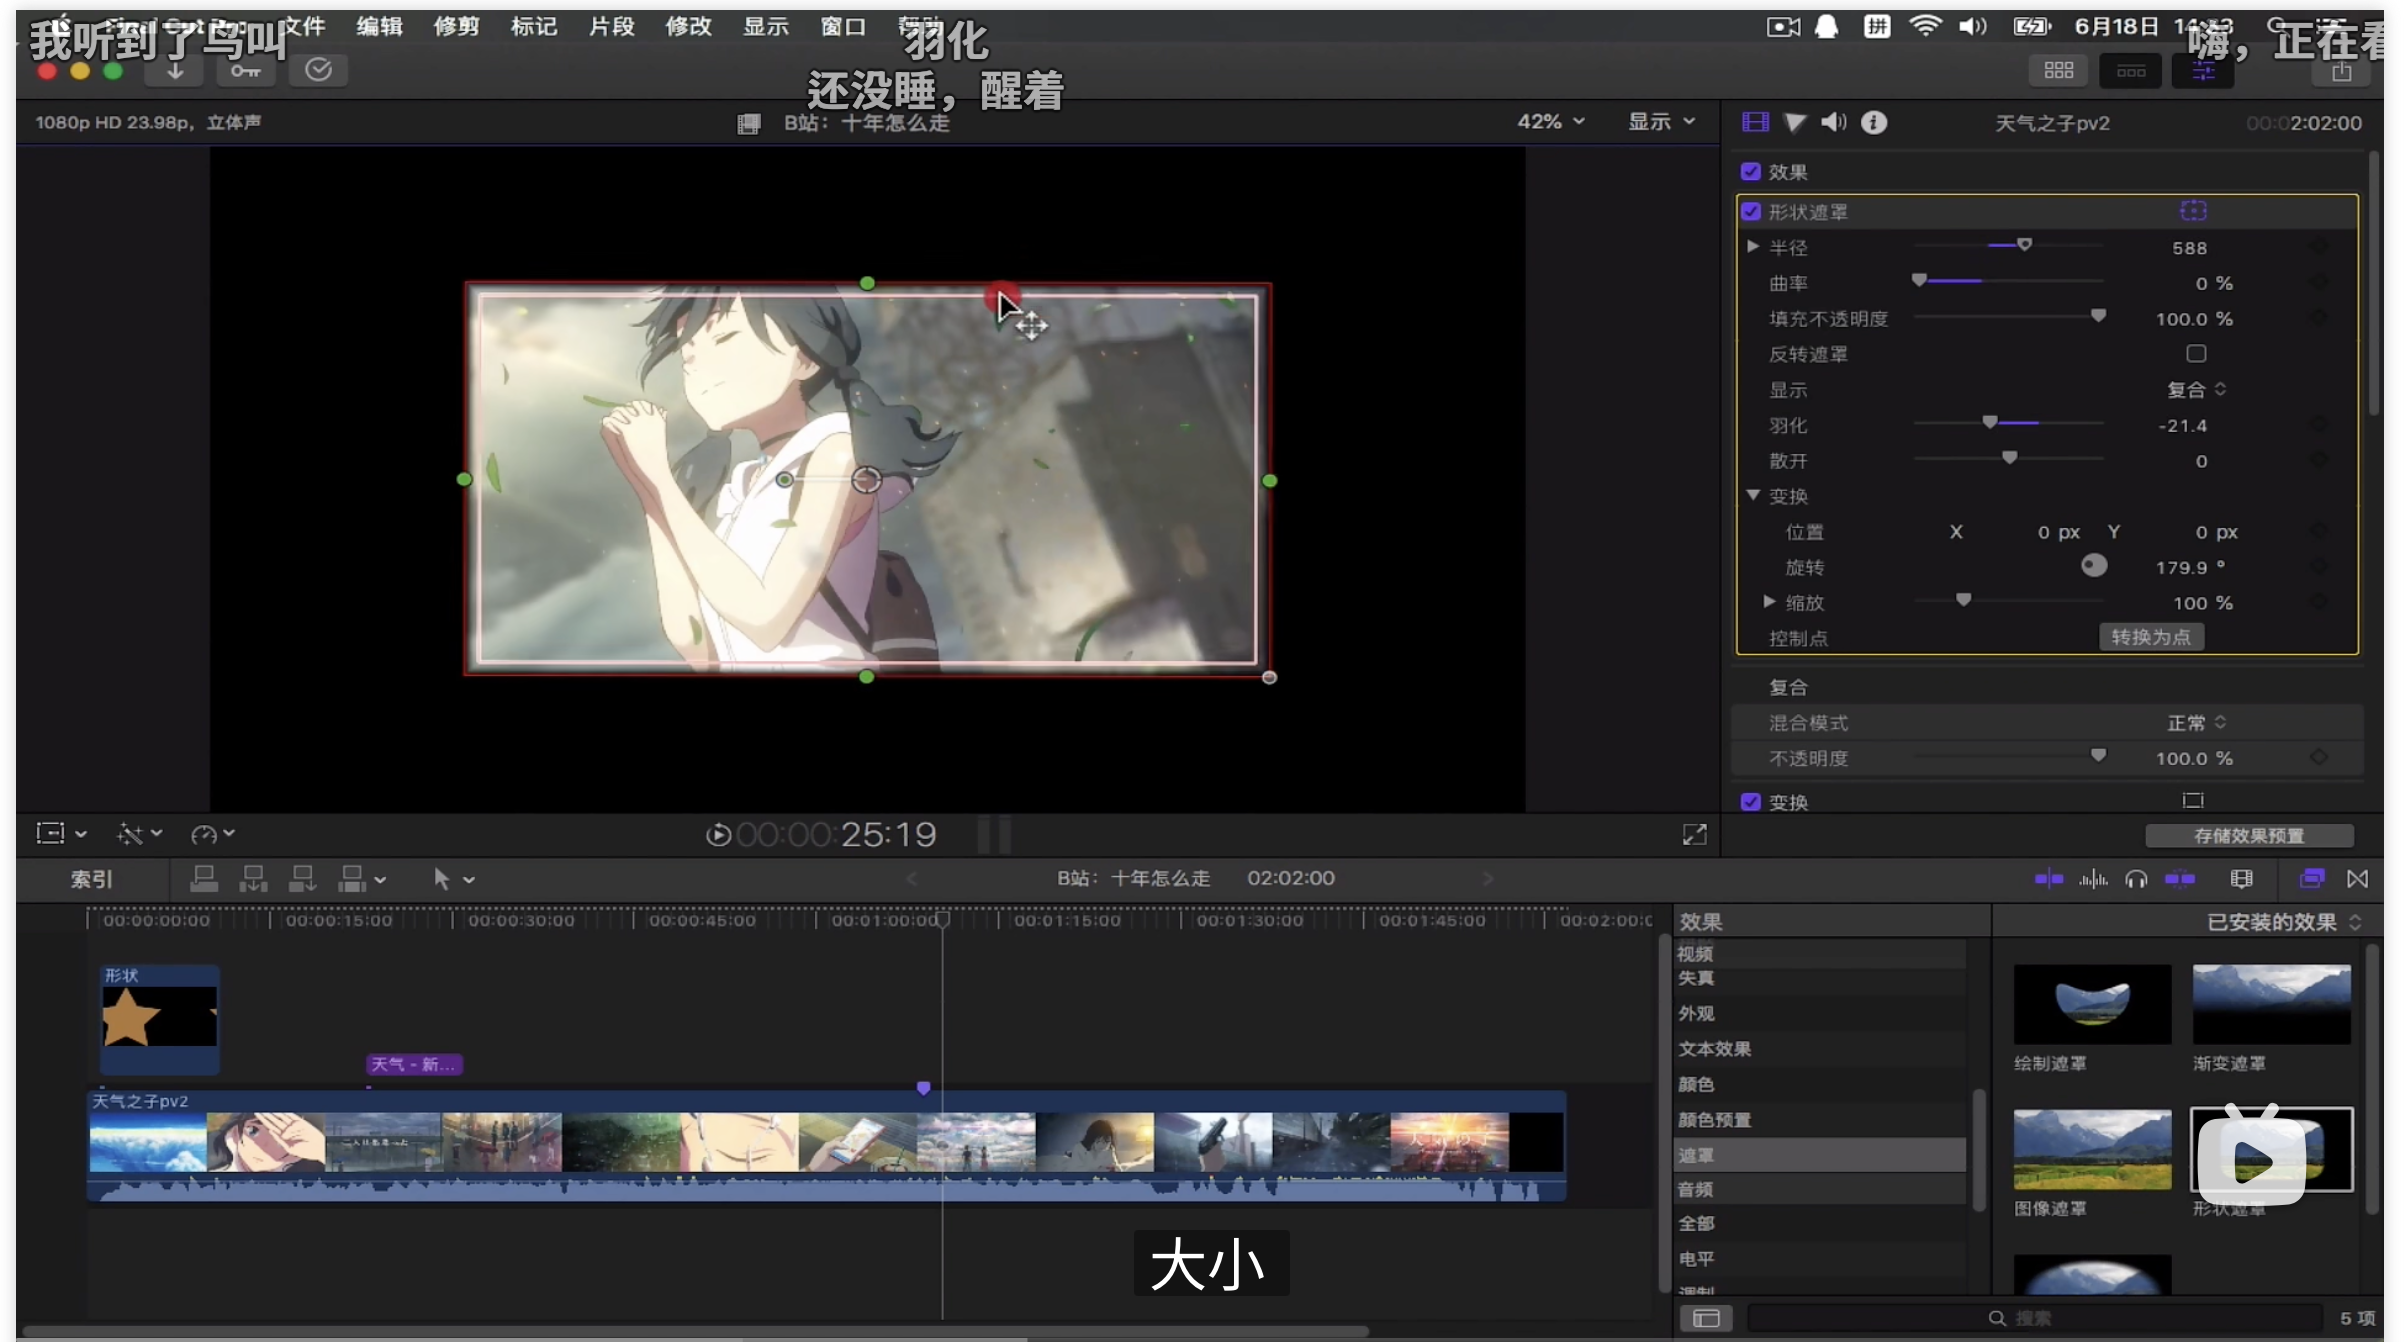 文件 编辑 修剪 标记 片段 修改 显示 窗口 帮助 拼 6月18日
我听到了鸟叫
羽化
嗨，正在看
还没睡，醒着
1080p HD 23.98p，立体声
B站：十年怎么走
42% 显示
天气之子pv2
00:02:02:00
效果
形状遮罩
半径 588
曲率 0 %
填充不透明度 100.0 %
反转遮罩
显示 复合
羽化 -21.4
散开 0
变换
位置 X 0 px Y 0 px
旋转 179.9 °
缩放 100 %
控制点 转换为点
复合
混合模式 正常
不透明度 100.0 %
变换
存储效果预置
00:00:25:19
索引
B站：十年怎么走 02:02:00
00:00:00:00 00:00:15:00 00:00:30:00 00:00:45:00 00:01:00:00 00:01:15:00 00:01:30:00 00:01:45:00 00:02:00:0
形状
天气 - 新...
天气之子pv2
大小
效果
已安装的效果
视频
失真
外观
文本效果
颜色
颜色预置
遮罩
音频
全部
电平
调制
绘制遮罩
渐变遮罩
图像遮罩
形状遮罩
搜索
5 项